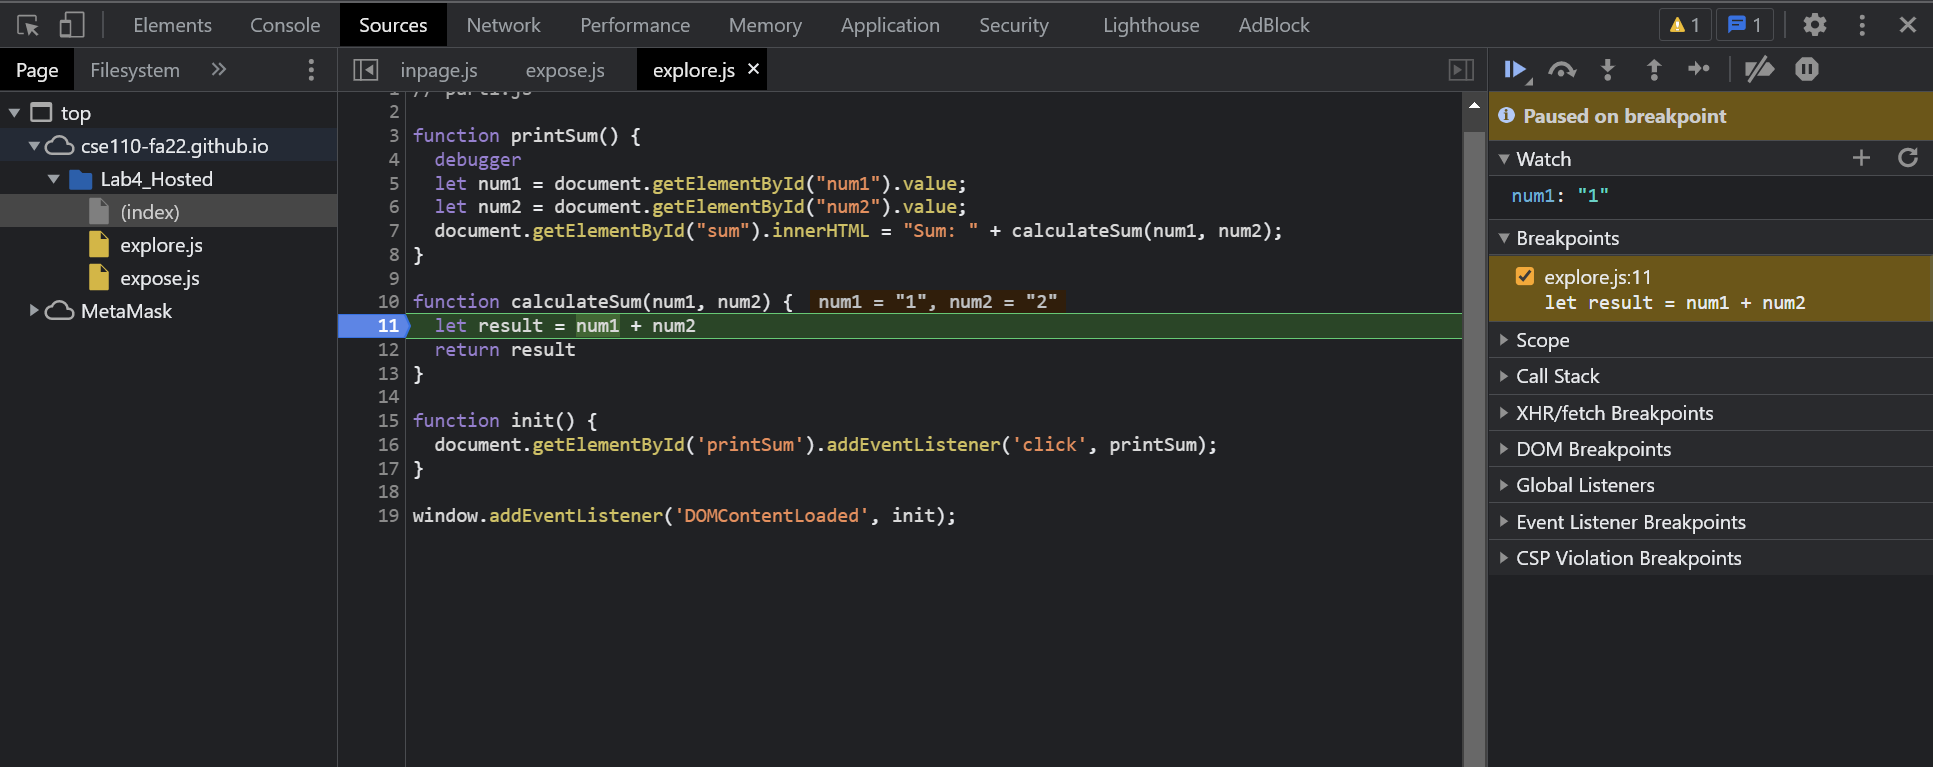 Elements Console Sources Network Performance Memory Application Security Lighthouse AdBlock 1 1
Page Filesystem »
inpage.js expose.js explore.js ×
top
cse110-fa22.github.io
Lab4_Hosted
(index)
explore.js
expose.js
MetaMask
1 // part1.js
2
3 function printSum() {
4 debugger
5 let num1 = document.getElementById("num1").value;
6 let num2 = document.getElementById("num2").value;
7 document.getElementById("sum").innerHTML = "Sum: " + calculateSum(num1, num2);
8 }
9
10 function calculateSum(num1, num2) { num1 = "1", num2 = "2"
11 let result = num1 + num2
12 return result
13 }
14
15 function init() {
16 document.getElementById('printSum').addEventListener('click', printSum);
17 }
18
19 window.addEventListener('DOMContentLoaded', init);
Paused on breakpoint
Watch
num1: "1"
Breakpoints
explore.js:11
let result = num1 + num2
Scope
Call Stack
XHR/fetch Breakpoints
DOM Breakpoints
Global Listeners
Event Listener Breakpoints
CSP Violation Breakpoints